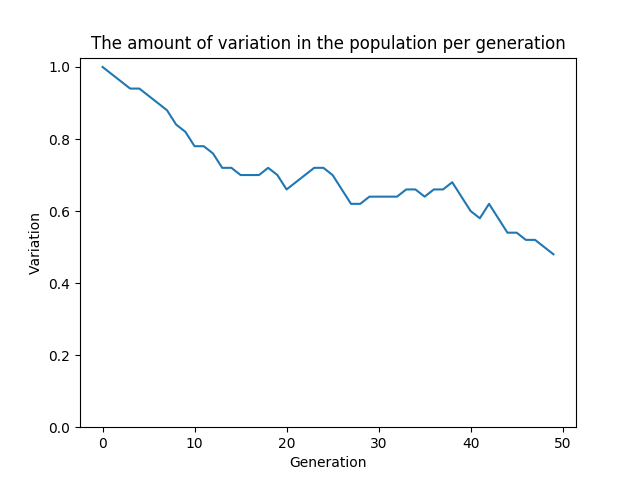 The amount of variation in the population per generation
1.0
0.8
0.6
0.4
0.2
0.0
Variation
0 10 20 30 40 50
Generation